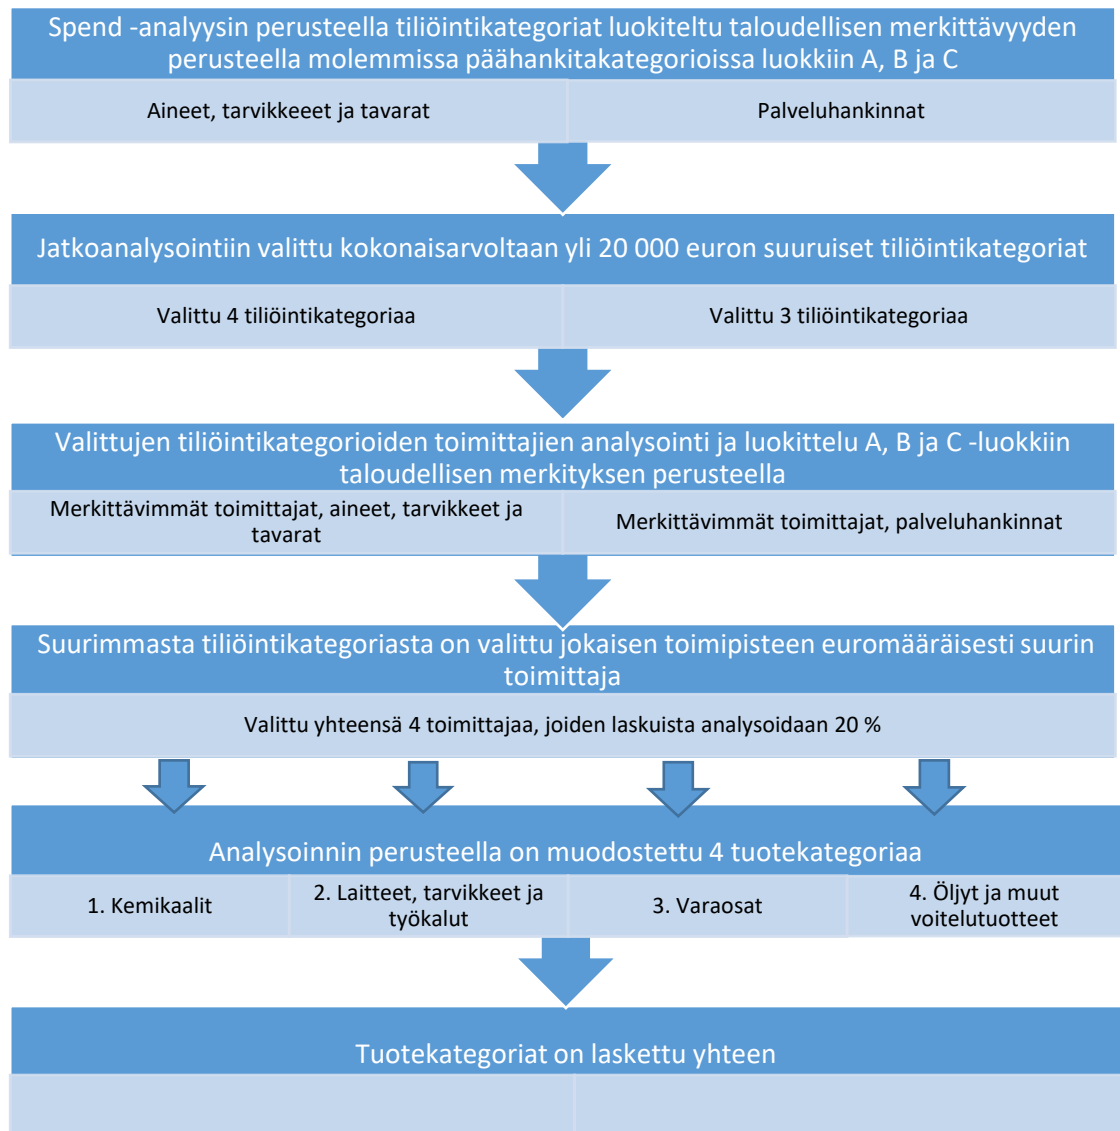 Spend -analyysin perusteella tiliöintikategoriat luokiteltu taloudellisen merkittävyyden
perusteella molemmissa päähankitakategorioissa luokkiin A, B ja C
Aineet, tarvikkeeet ja tavarat
Palveluhankinnat
Jatkoanalysointiin valittu kokonaisarvoltaan yli 20 000 euron suuruiset tiliöintikategoriat
Valittu 4 tiliöintikategoriaa
Valittu 3 tiliöintikategoriaa
Valittujen tiliöintikategorioiden toimittajien analysointi ja luokittelu A, B ja C -luokkiin
taloudellisen merkityksen perusteella
Merkittävimmät toimittajat, aineet, tarvikkeet ja
tavarat
Merkittävimmät toimittajat, palveluhankinnat
Suurimmasta tiliöintikategoriasta on valittu jokaisen toimipisteen euromääräisesti suurin
toimittaja
Valittu yhteensä 4 toimittajaa, joiden laskuista analysoidaan 20 %
Analysoinnin perusteella on muodostettu 4 tuotekategoriaa
1. Kemikaalit
2. Laitteet, tarvikkeet ja
työkalut
3. Varaosat
4. Öljyt ja muut
voitelutuotteet
Tuotekategoriat on laskettu yhteen